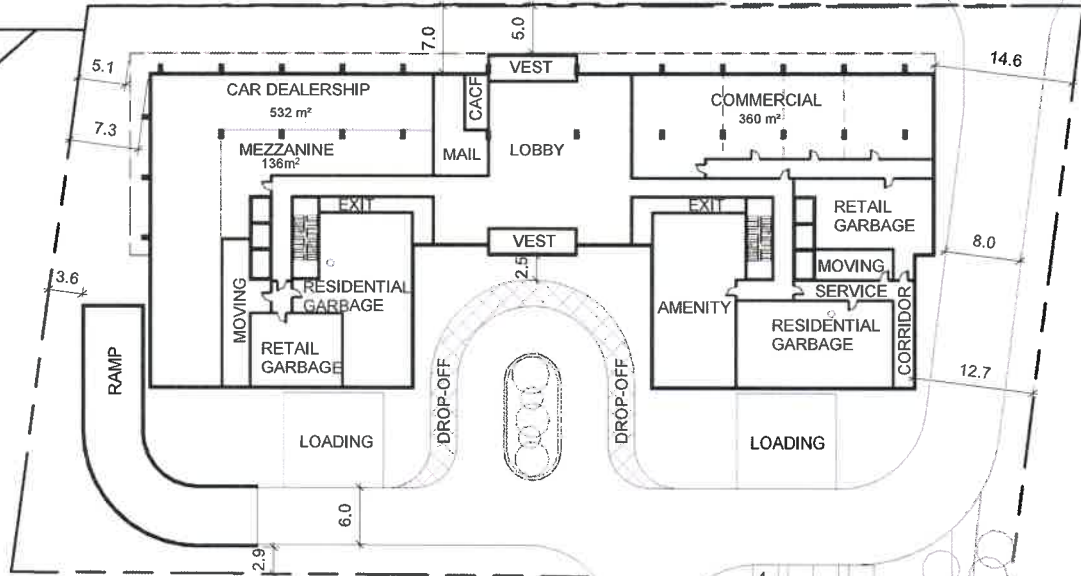 7.0
5.0
5.1
14.6
VEST
CAR DEALERSHIP
532 m²
CACF
COMMERCIAL
360 m²
7.3
MEZZANINE
136m²
MAIL
LOBBY
EXIT
EXIT
RETAIL
GARBAGE
VEST
8.0
2.5
MOVING
3.6
RESIDENTIAL
GARBAGE
MOVING
SERVICE
AMENITY
CORRIDOR
RESIDENTIAL
GARBAGE
RETAIL
GARBAGE
RAMP
12.7
DROP-OFF
DROP-OFF
LOADING
LOADING
6.0
2.9